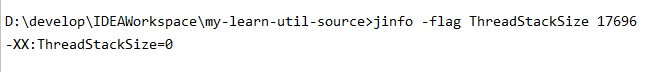 D:\develop\IDEAWorkspace\my-learn-util-source>jinfo -flag ThreadStackSize 17696
-XX:ThreadStackSize=0